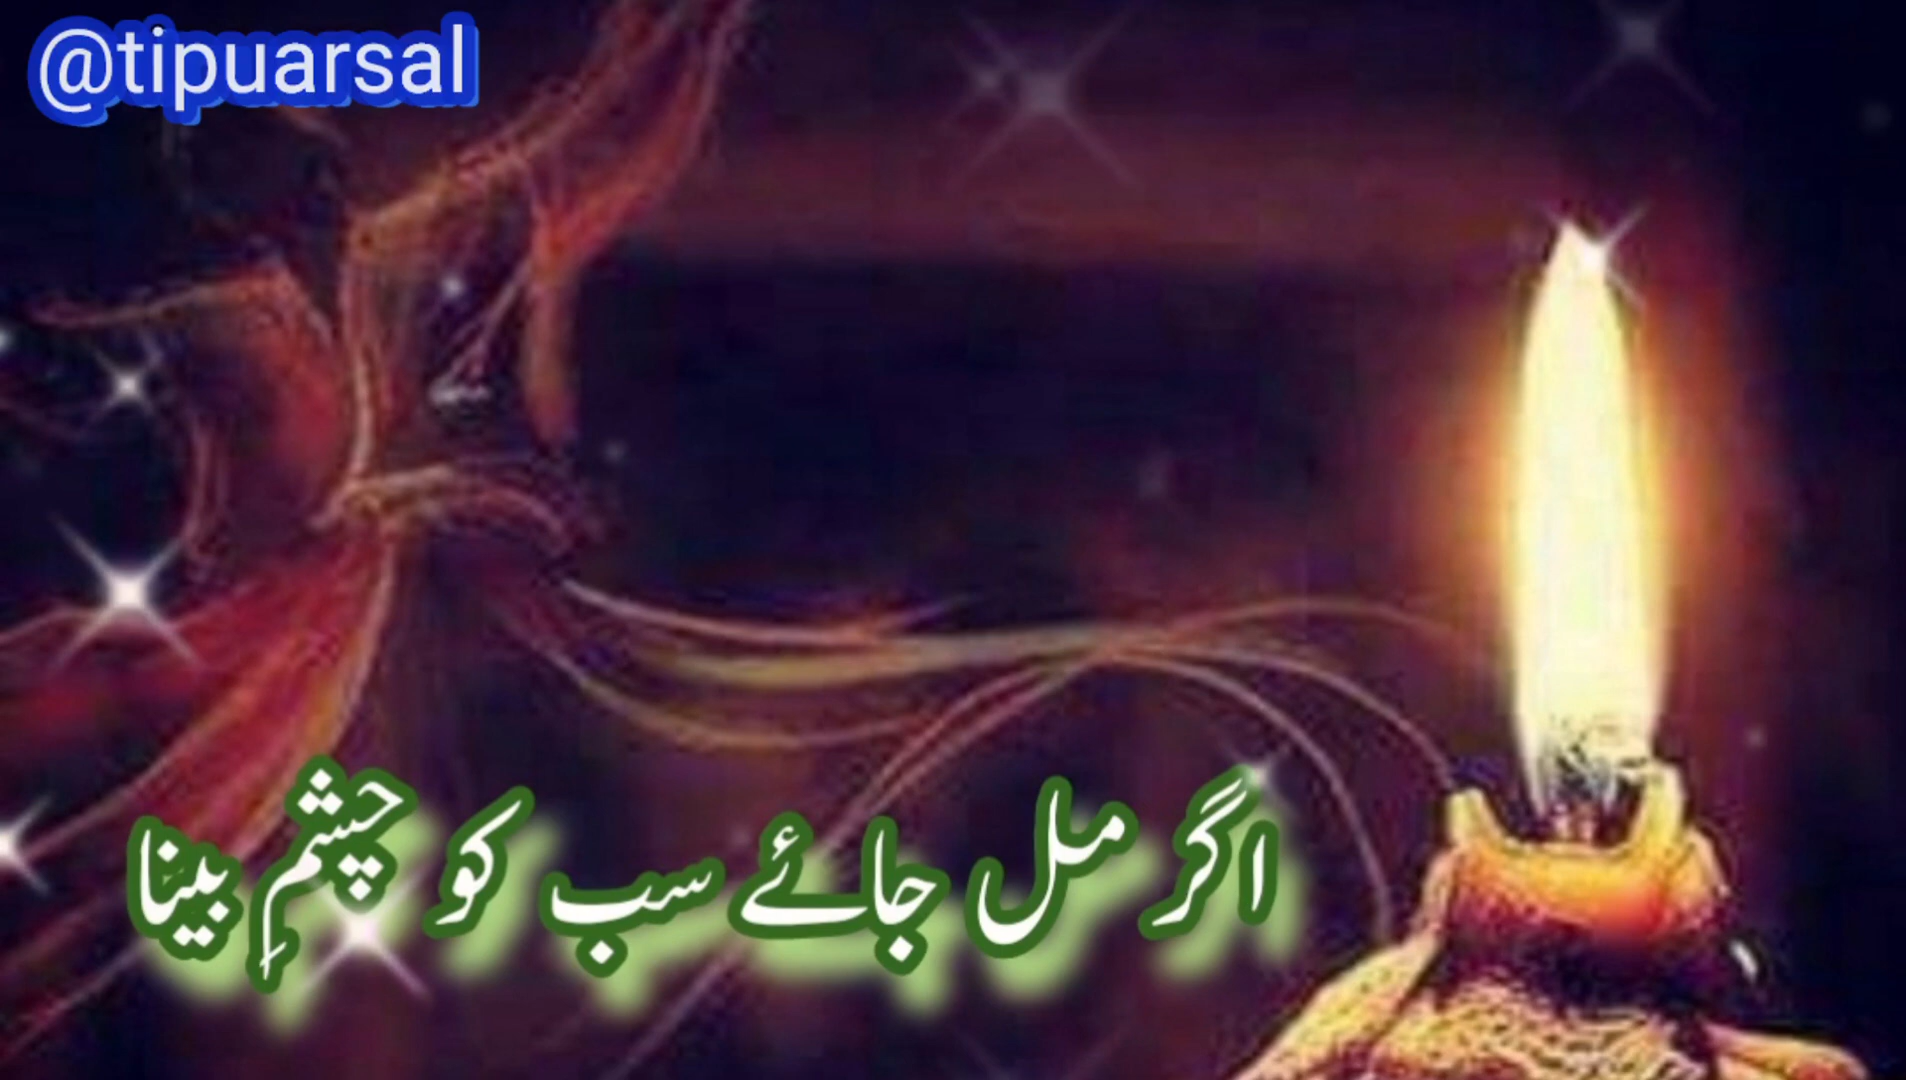 @tipuarsal
اگر مل جائے سب کو چشمِ بینا